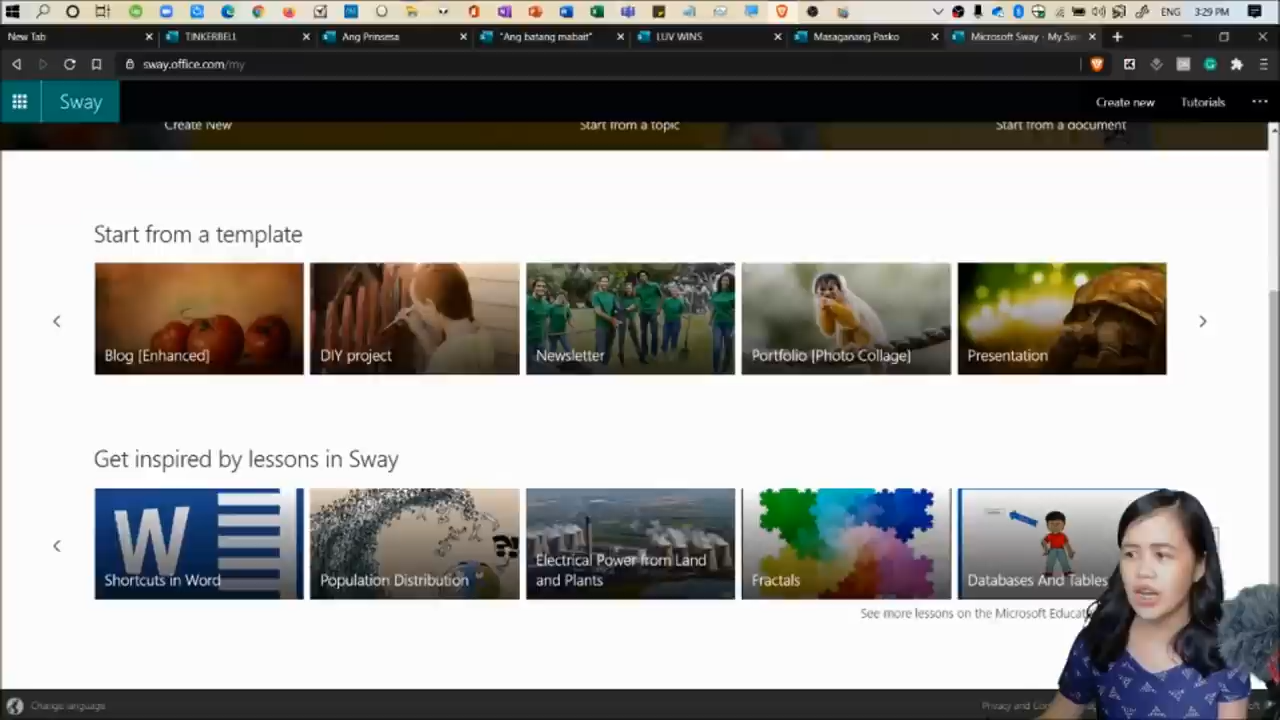 ENG 3:29 PM
New Tab TINKERBELL Ang Prinsesa "Ang batang mabait" LUV WINS Masaganang Pasko Microsoft Sway - My Sw
sway.office.com/my
Sway Create new Tutorials
Create New Start from a topic Start from a document
Start from a template
Blog [Enhanced] DIY project Newsletter Portfolio [Photo Collage] Presentation
Get inspired by lessons in Sway
W
Electrical Power from Land
Shortcuts in Word Population Distribution and Plants Fractals Databases And Tables
See more lessons on the Microsoft
Change language Privacy and